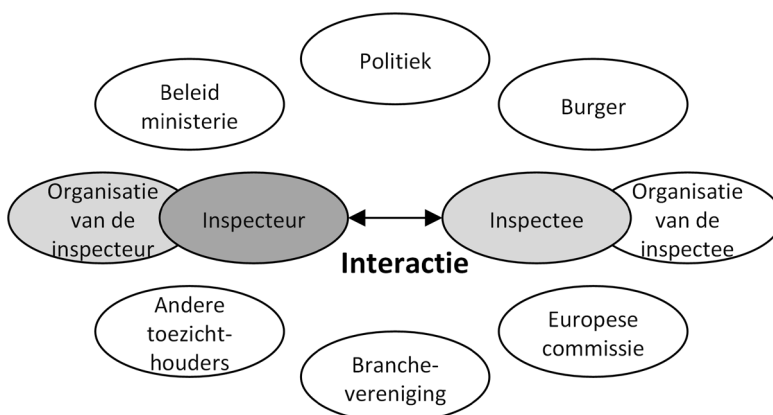 Politiek
Beleid
ministerie
Burger
Organisatie
van de
inspecteur
Inspecteur
Inspectee
Organisatie
van de
inspectee
Interactie
Andere
toezicht-
houders
Branche-
vereniging
Europese
commissie